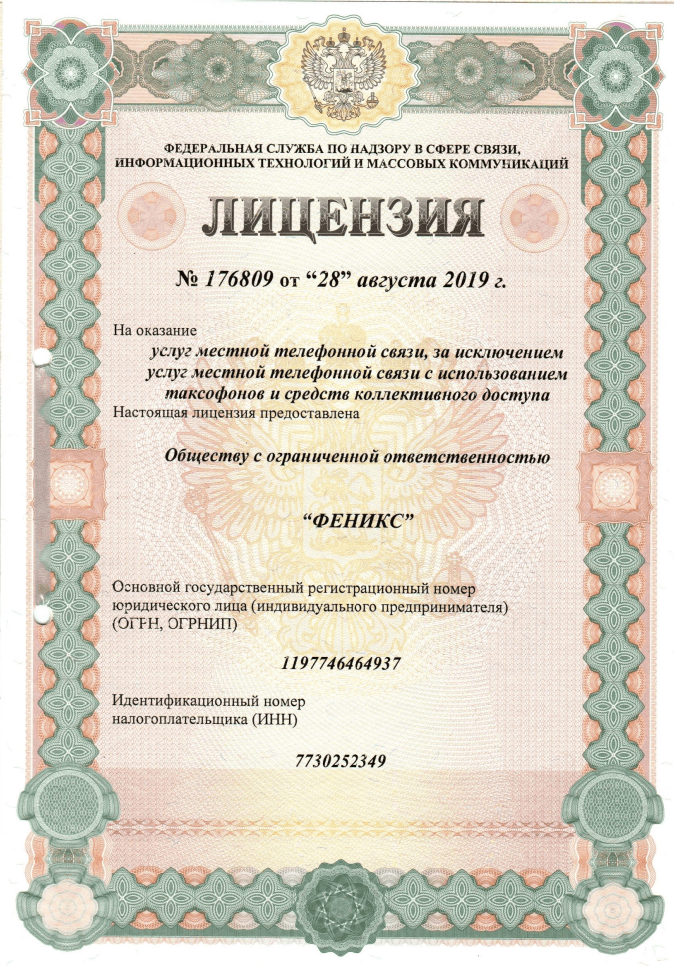 ФЕДЕРАЛЬНАЯ СЛУЖБА ПО НАДЗОРУ В СФЕРЕ СВЯЗИ,
ИНФОРМАЦИОННЫХ ТЕХНОЛОГИЙ И МАССОВЫХ КОММУНИКАЦИЙ
ЛИЦЕНЗИЯ
№ 176809 от “28” августа 2019 г.
На оказание
услуг местной телефонной связи, за исключением
услуг местной телефонной связи с использованием
таксофонов и средств коллективного доступа
Настоящая лицензия предоставлена
Обществу с ограниченной ответственностью
“ФЕНИКС”
Основной государственный регистрационный номер
юридического лица (индивидуального предпринимателя)
(ОГРН, ОГРНИП)
1197746464937
Идентификационный номер
налогоплательщика (ИНН)
7730252349